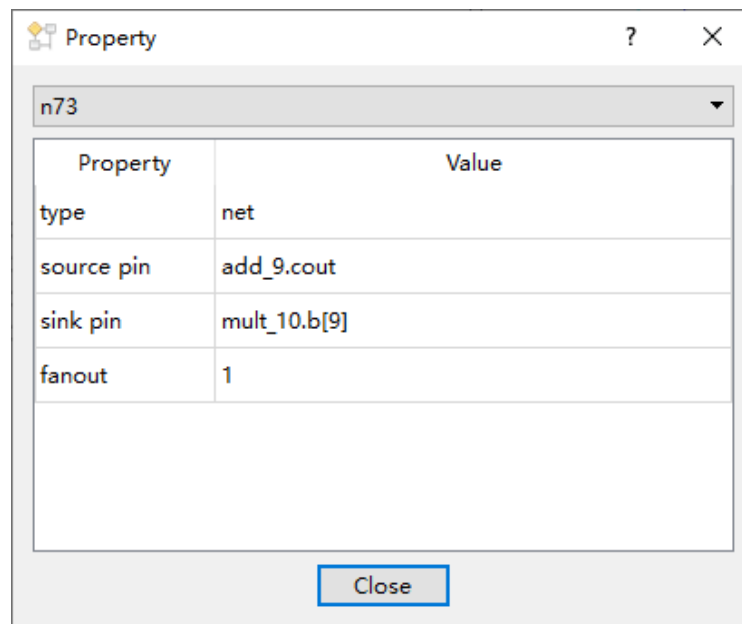 Property
?
n73
Property Value
type net
source pin add_9.cout
sink pin mult_10.b[9]
fanout 1
Close